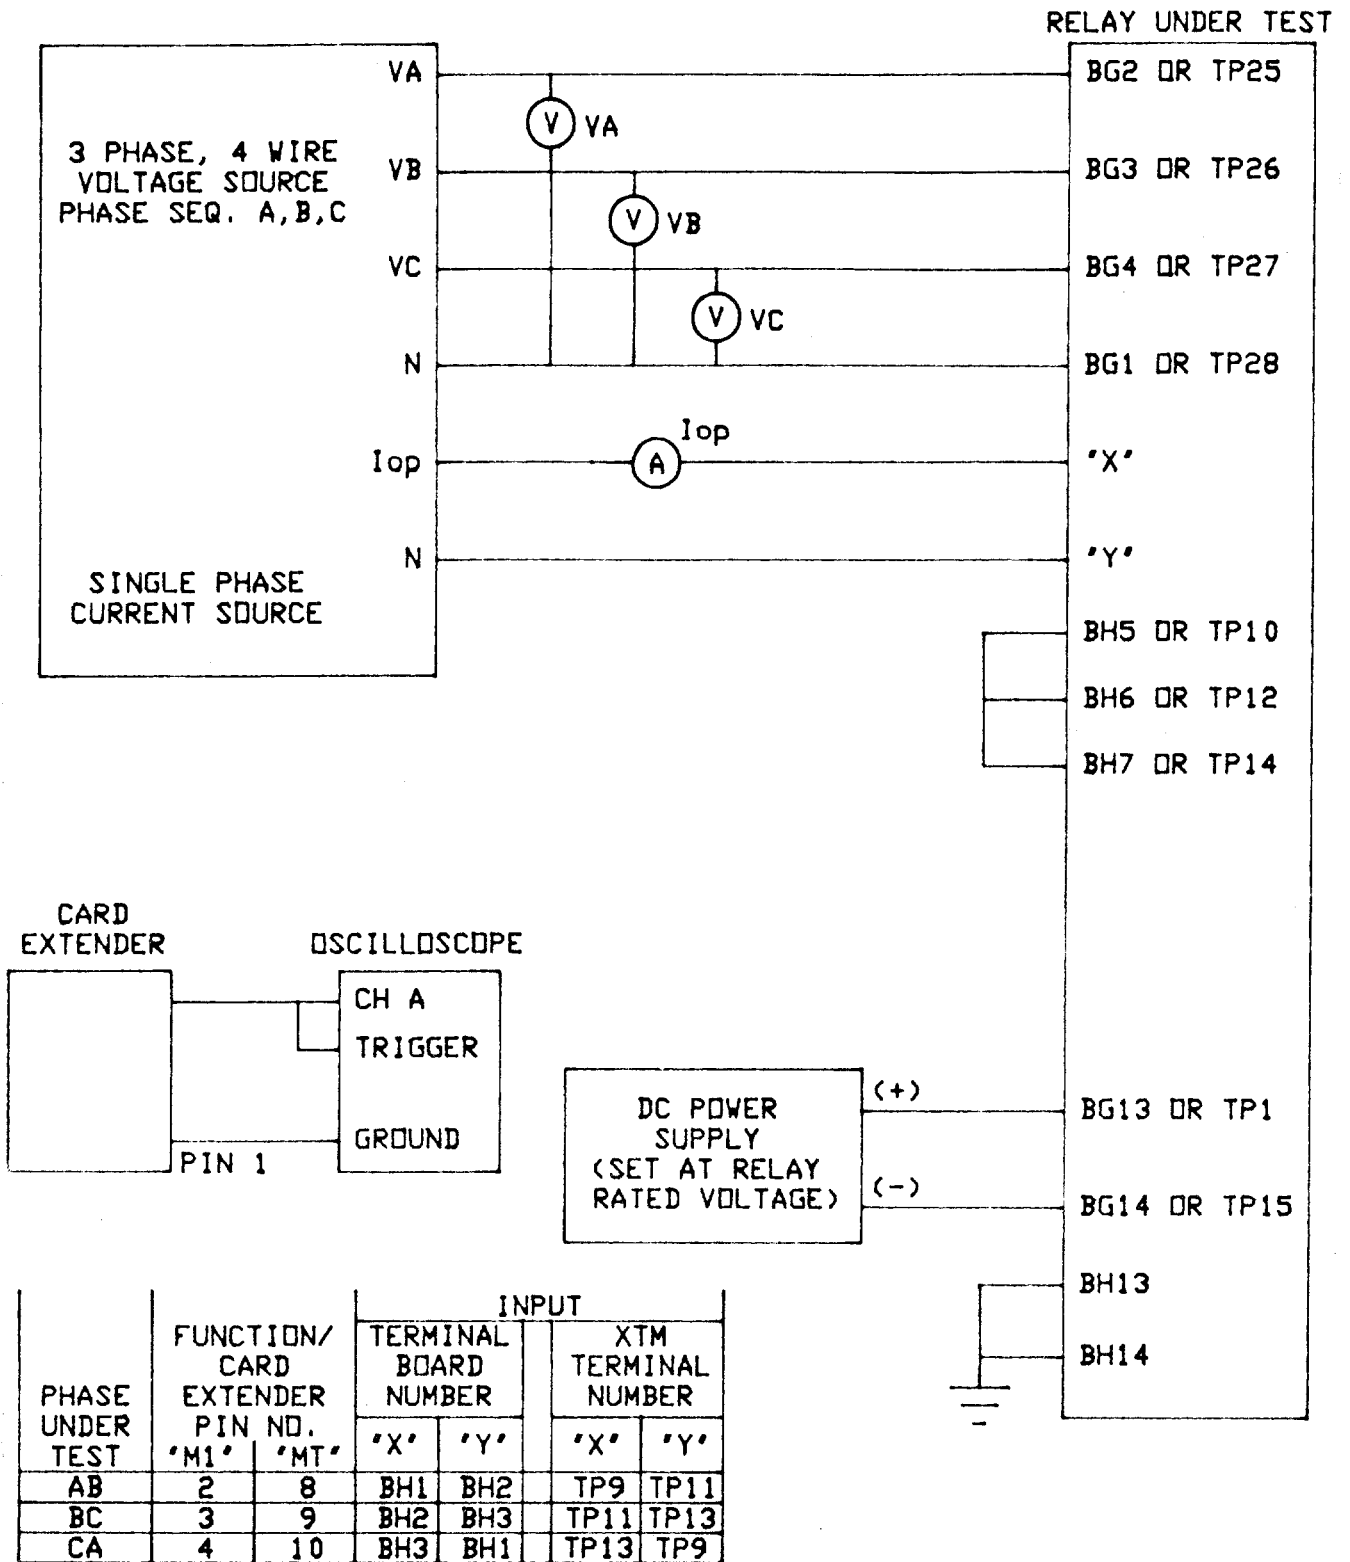 RELAY UNDER TEST
3 PHASE, 4 WIRE
VOLTAGE SOURCE
PHASE SEQ. A,B,C
VA
VB
VC
N
Iop
N
SINGLE PHASE
CURRENT SOURCE
V VA
V VB
V VC
Iop
A
BG2 OR TP25
BG3 OR TP26
BG4 OR TP27
BG1 OR TP28
"X"
"Y"
BH5 OR TP10
BH6 OR TP12
BH7 OR TP14
CARD
EXTENDER
OSCILLOSCOPE
CH A
TRIGGER
GROUND
PIN 1
DC POWER
SUPPLY
(SET AT RELAY
RATED VOLTAGE)
(+)
(-)
BG13 OR TP1
BG14 OR TP15
BH13
BH14
PHASE
UNDER
TEST
FUNCTION/
CARD
EXTENDER
PIN NO.
"M1" "MT"
INPUT
TERMINAL
BOARD
NUMBER
"X" "Y"
XTM
TERMINAL
NUMBER
"X" "Y"
AB 2 8 BH1 BH2 TP9 TP11
BC 3 9 BH2 BH3 TP11 TP13
CA 4 10 BH3 BH1 TP13 TP9